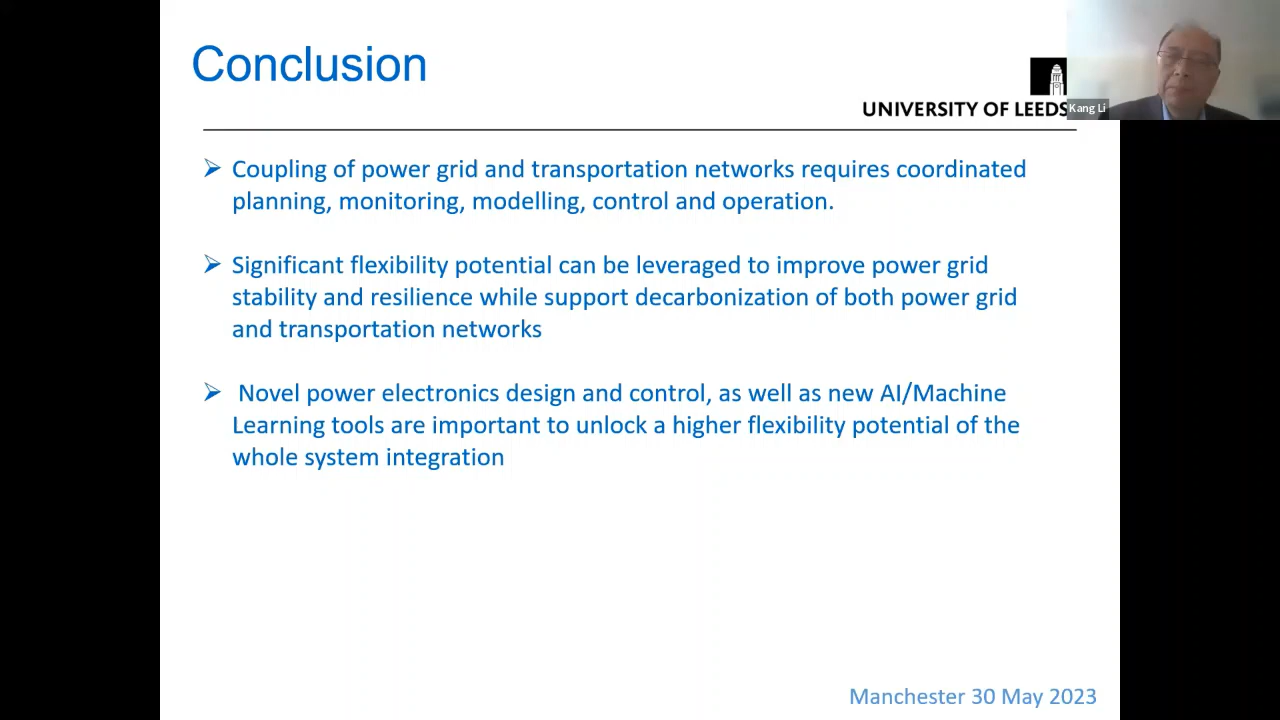 Conclusion
UNIVERSITY OF LEEDS
Kang Li
➢ Coupling of power grid and transportation networks requires coordinated
planning, monitoring, modelling, control and operation.
➢ Significant flexibility potential can be leveraged to improve power grid
stability and resilience while support decarbonization of both power grid
and transportation networks
➢ Novel power electronics design and control, as well as new AI/Machine
Learning tools are important to unlock a higher flexibility potential of the
whole system integration
Manchester 30 May 2023